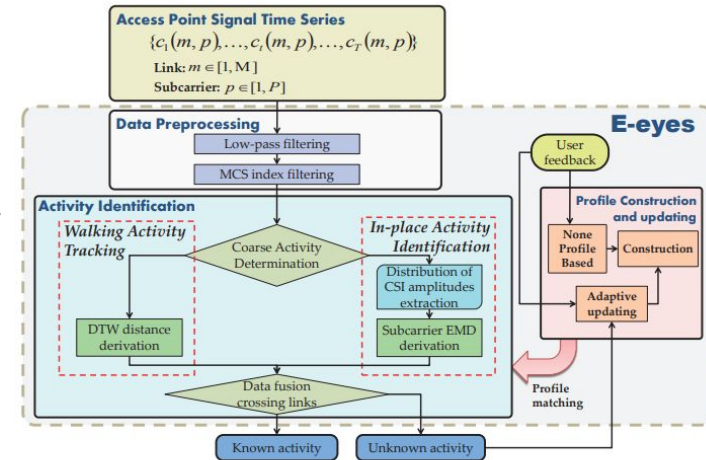 Access Point Signal Time Series
{c₁(m, p),…,cₜ(m, p),…,c_T(m, p)}
Link: m ∈ [1, M]
Subcarrier: p ∈ [1, P]
E-eyes
Data Preprocessing
Low-pass filtering
MCS index filtering
User
feedback
Activity Identification
Walking Activity
Tracking
Coarse Activity
Determination
In-place Activity
Identification
Distribution of
CSI amplitudes
extraction
DTW distance
derivation
Subcarrier EMD
derivation
Profile Construction
and updating
None
Profile
Based
Construction
Adaptive
updating
Profile
matching
Data fusion
crossing links
Known activity
Unknown activity